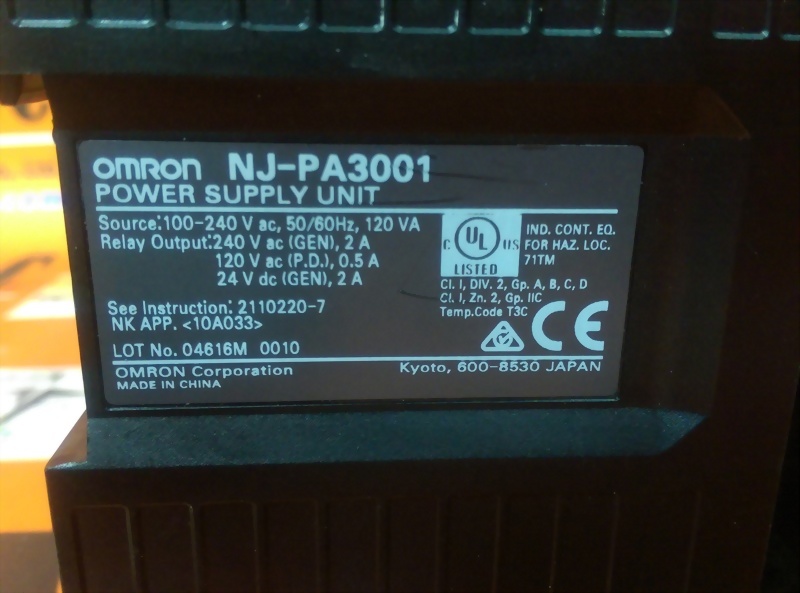 OMRON NJ-PA3001
POWER SUPPLY UNIT
Source:100-240 V ac, 50/60Hz, 120 VA
Relay Output:240 V ac (GEN), 2 A
120 V ac (P.D.), 0.5 A
24 V dc (GEN), 2 A
See Instruction: 2110220-7
NK APP. <10A033>
LOT No. 04616M 0010
C UL US
LISTED
IND. CONT. EQ.
FOR HAZ. LOC.
71TM
Cl. I, DIV. 2, Gp. A, B, C, D
Cl. I, Zn. 2, Gp. IIC
Temp.Code T3C
CE
OMRON Corporation
MADE IN CHINA
Kyoto, 600-8530 JAPAN